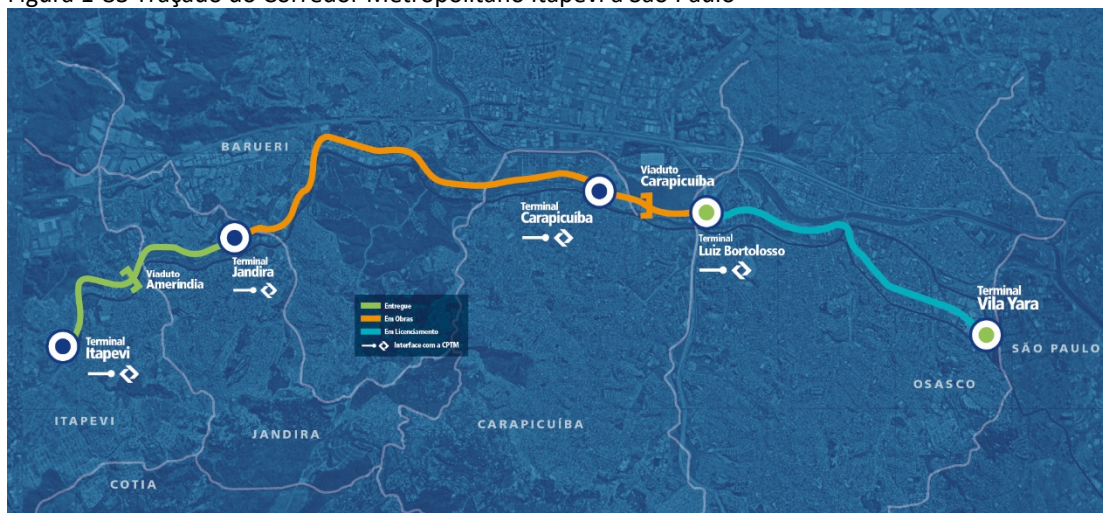 Figura 1-GS Traçado do Corredor Metropolitano Itapevi a São Paulo
BARUERI
Viaduto
Carapicuíba
Terminal
Carapicuíba
Terminal
Luiz Bortolosso
Terminal
Jandira
Viaduto
Ameríndia
Terminal
Vila Yara
Entregue
Em Obras
Em Licenciamento
Interface com a CPTM
Terminal
Itapevi
SÃO PAULO
OSASCO
ITAPEVI
JANDIRA
CARAPICUÍBA
COTIA